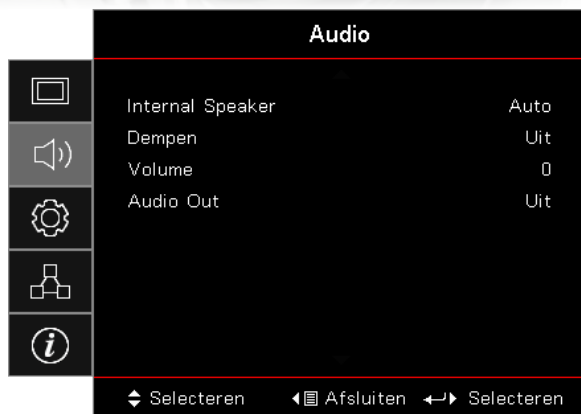 Audio
Internal Speaker Auto
Dempen Uit
Volume 0
Audio Out Uit
Selecteren Afsluiten Selecteren